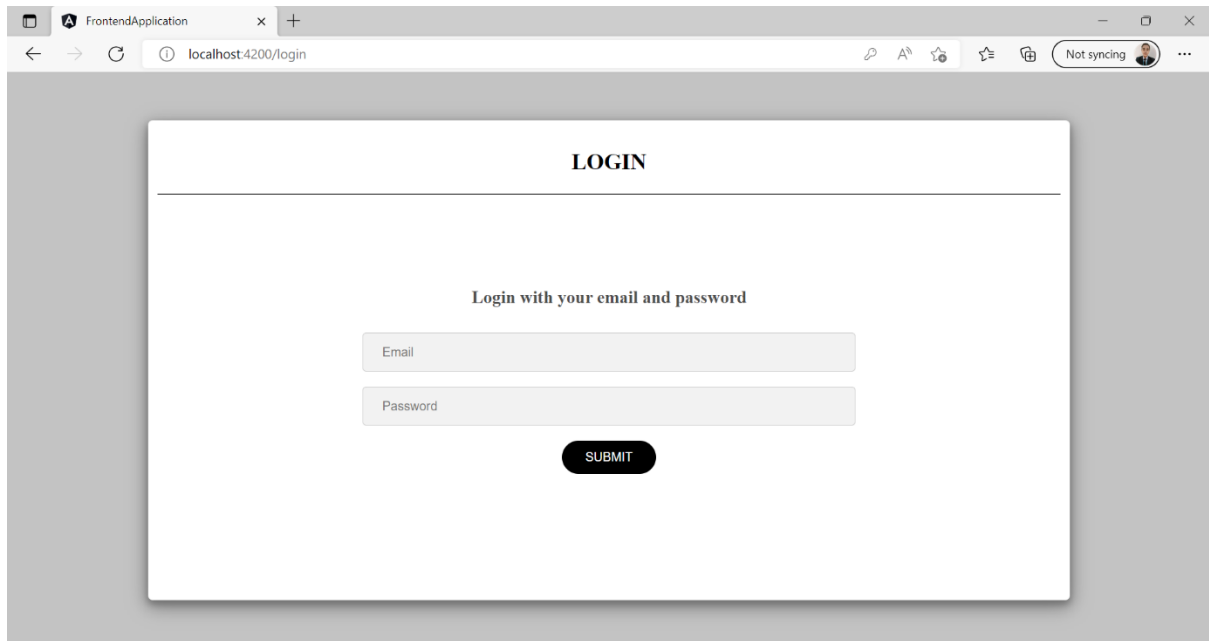 FrontendApplication
localhost:4200/login
Not syncing
LOGIN
Login with your email and password
Email
Password
SUBMIT